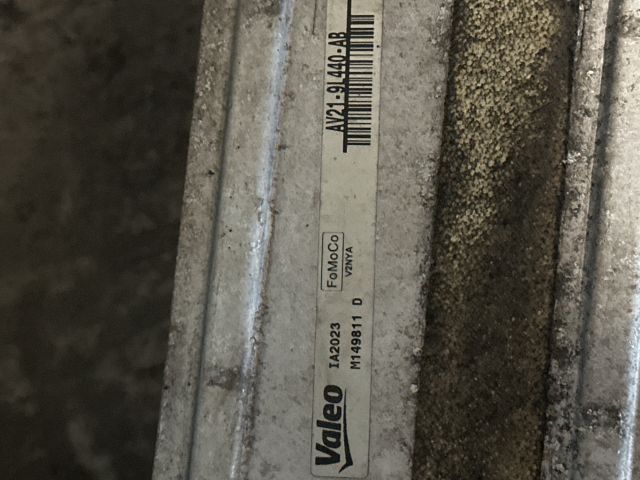 Valeo
IA2023
M149811 D
FoMoCo
V2NYA
AV21-9L440-AB